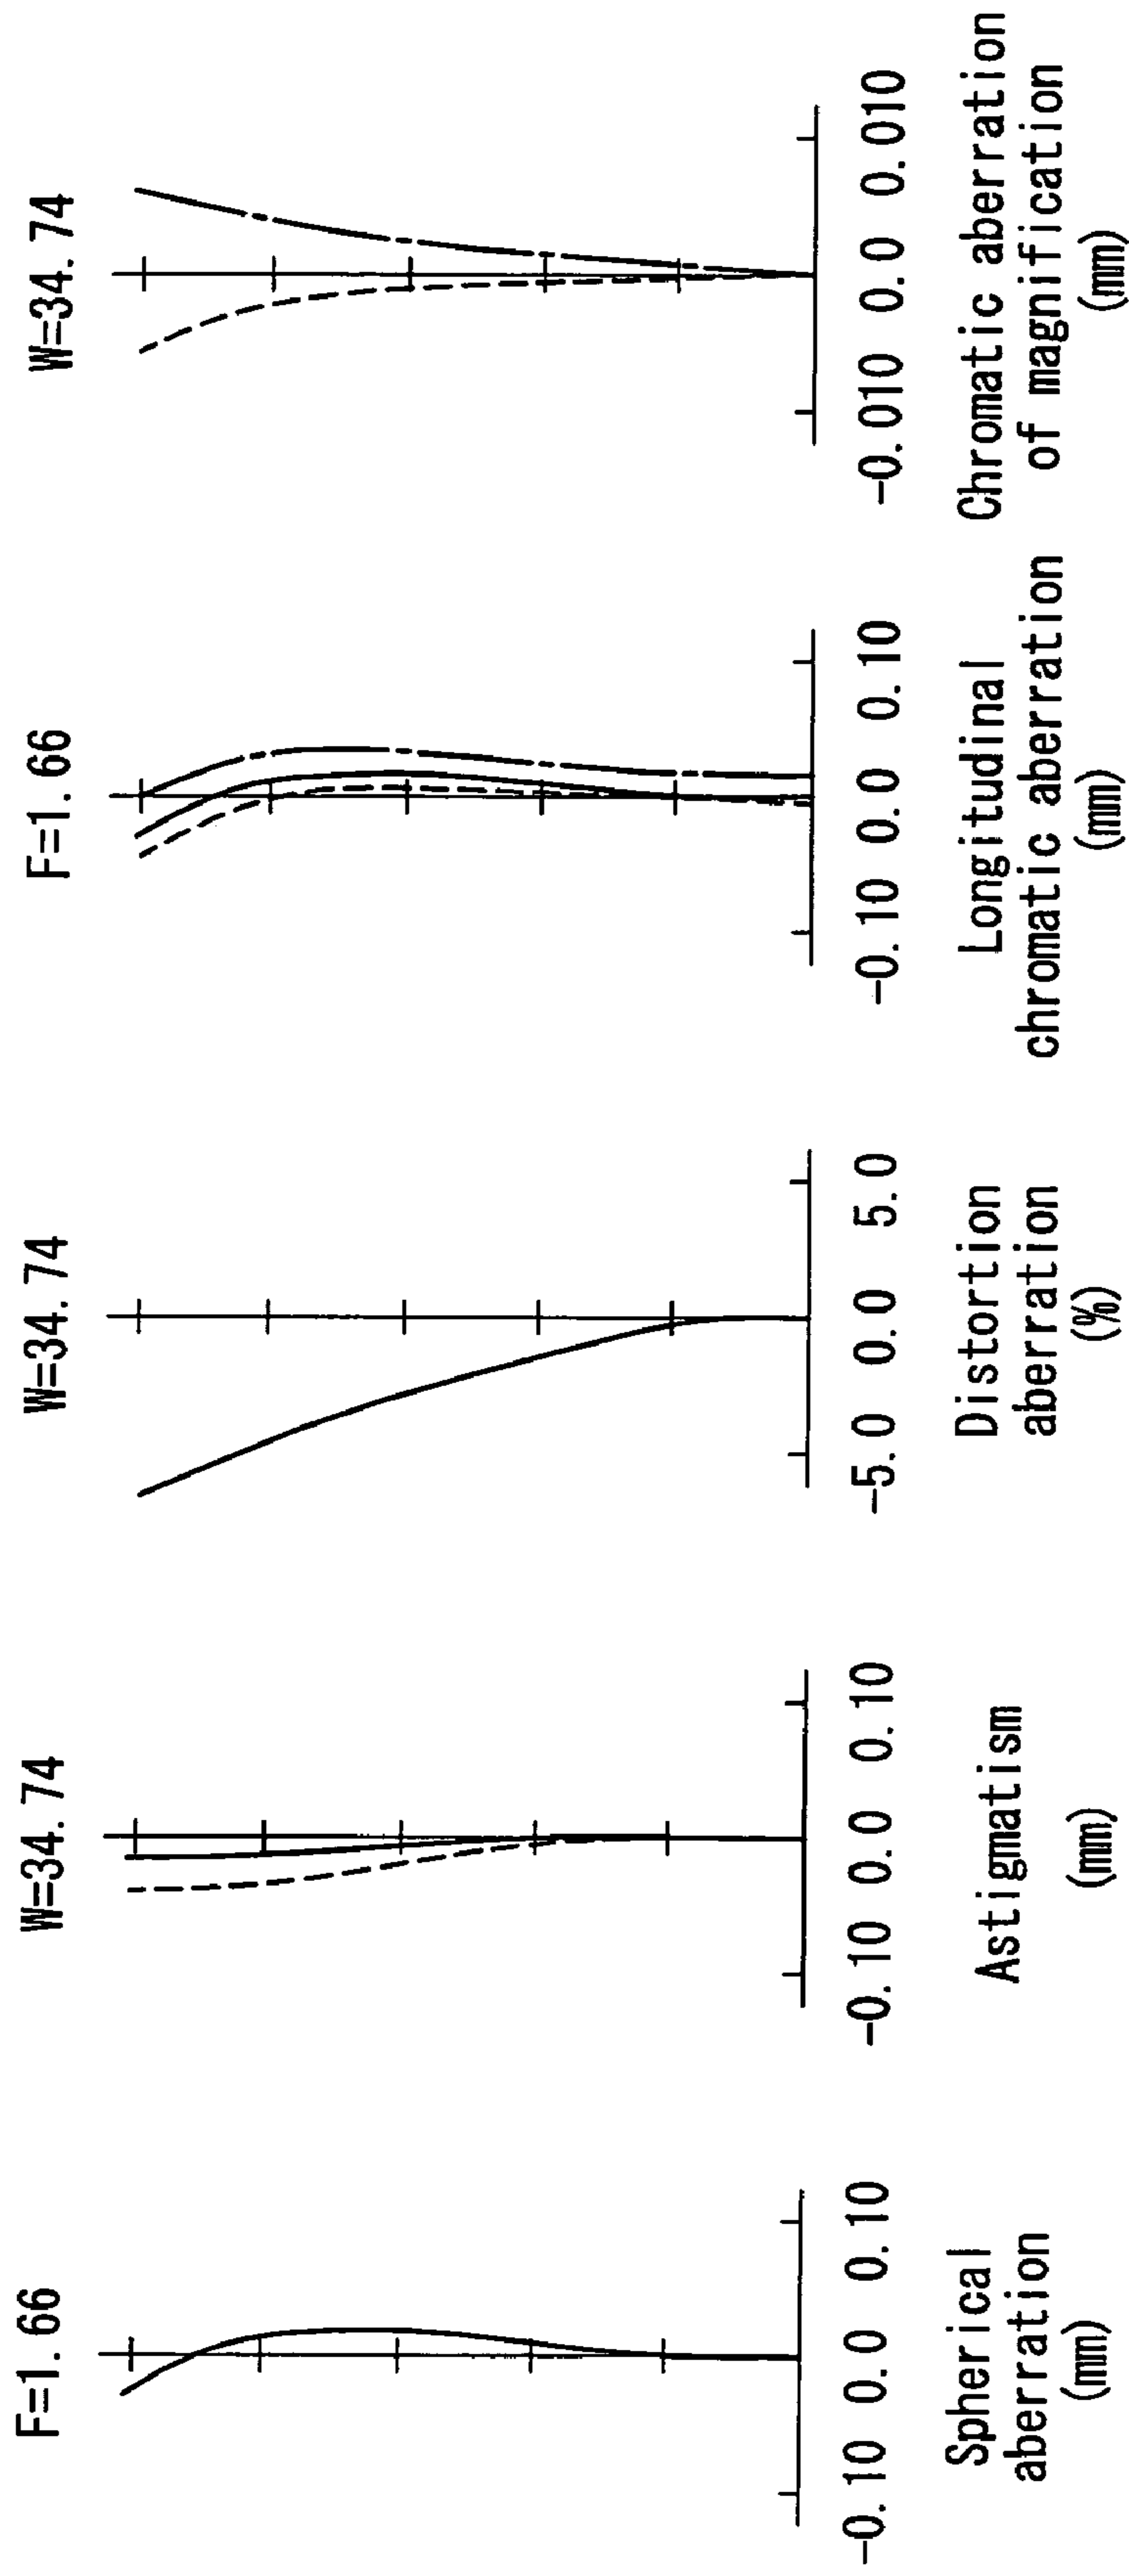 F=1.66
-0.10 0.0 0.10
Spherical
aberration
(mm)
W=34.74
-0.10 0.0 0.10
Astigmatism
(mm)
W=34.74
-5.0 0.0 5.0
Distortion
aberration
(%)
F=1.66
-0.10 0.0 0.10
Longitudinal
chromatic aberration
(mm)
W=34.74
-0.010 0.0 0.010
Chromatic aberration
of magnification
(mm)